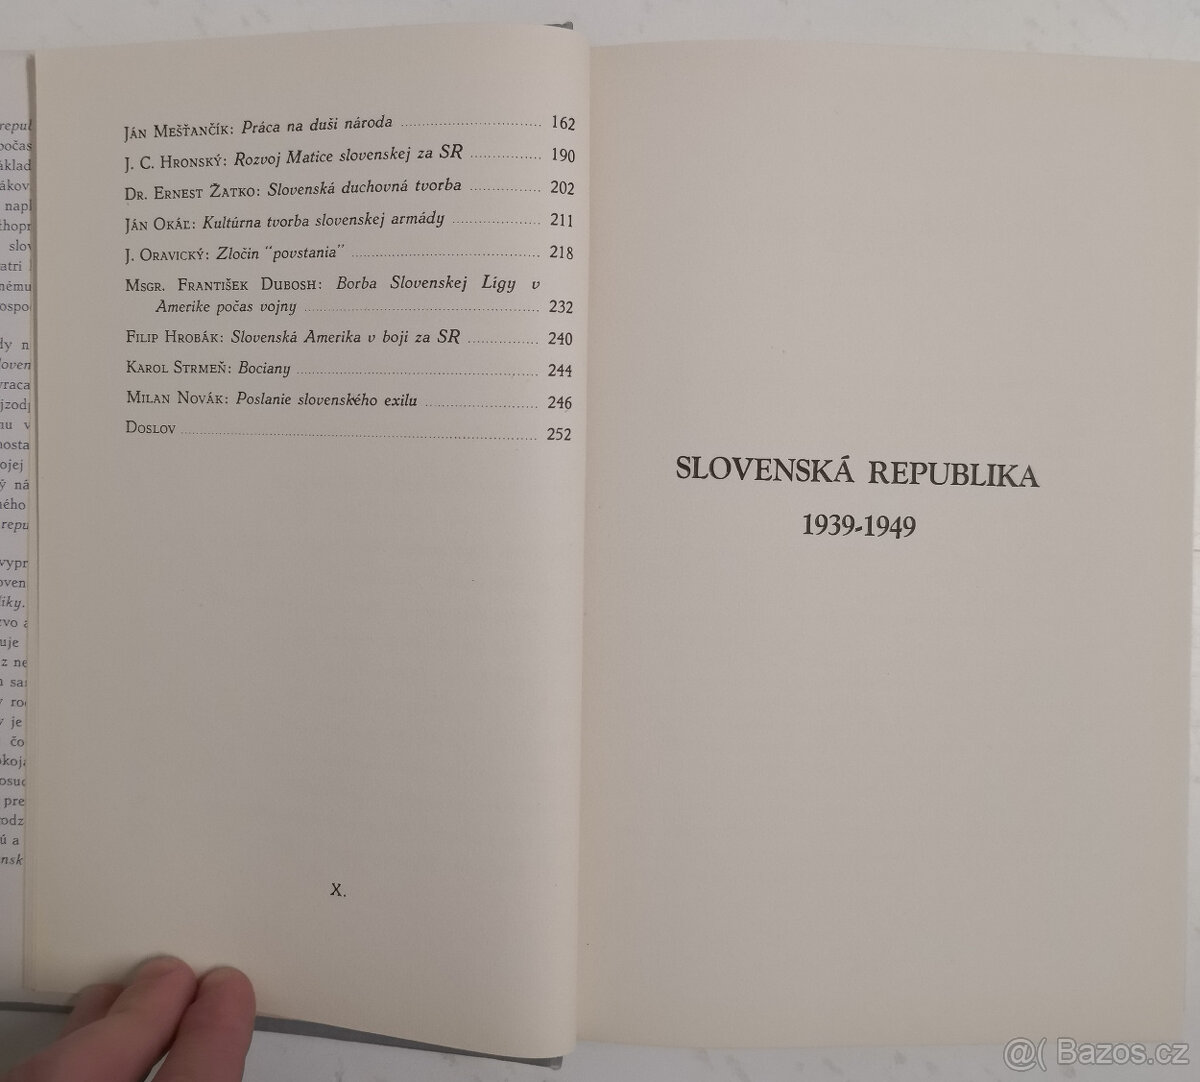 JÁN MEŠŤANČÍK: Práca na duši národa 162
J. C. HRONSKÝ: Rozvoj Matice slovenskej za SR 190
DR. ERNEST ŽATKO: Slovenská duchovná tvorba 202
JÁN OKÁĽ: Kultúrna tvorba slovenskej armády 211
J. ORAVICKÝ: Zločin "povstania" 218
MSGR. FRANTIŠEK DUBOSH: Borba Slovenskej Ligy v
Amerike počas vojny 232
FILIP HROBÁK: Slovenská Amerika v boji za SR 240
KAROL STRMEŇ: Bociany 244
MILAN NOVÁK: Poslanie slovenského exilu 246
DOSLOV 252
X.
SLOVENSKÁ REPUBLIKA
1939-1949
@( Bazos.cz